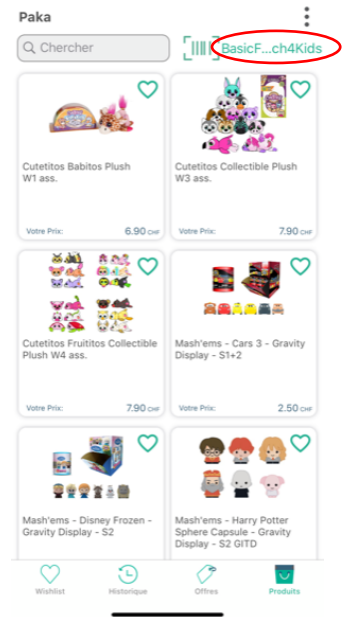 Paka
Chercher
BasicF...ch4Kids
Cutetitos Babitos Plush
W1 ass.
Votre Prix: 6.90 CHF
Cutetitos Collectible Plush
W3 ass.
Votre Prix: 7.90 CHF
Cutetitos Fruititos Collectible
Plush W4 ass.
Votre Prix: 7.90 CHF
Mash'ems - Cars 3 - Gravity
Display - S1+2
Votre Prix: 2.50 CHF
Mash'ems - Disney Frozen -
Gravity Display - S2
Mash'ems - Harry Potter
Sphere Capsule - Gravity
Display - S2 GITD
Wishlist
Historique
Offres
Produits